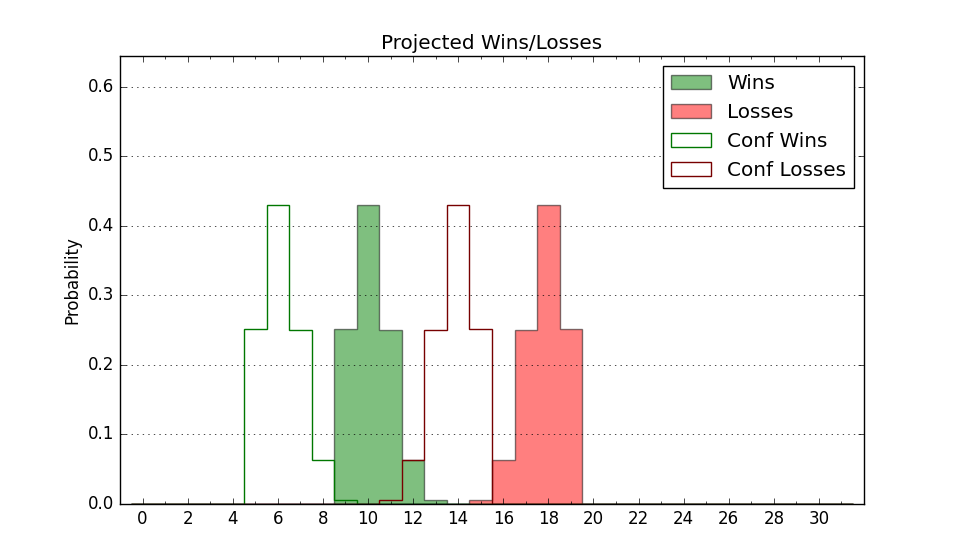 Projected Wins/Losses
Probability
0.6
0.5
0.4
0.3
0.2
0.1
0.0
Wins
Losses
Conf Wins
Conf Losses
0 2 4 6 8 10 12 14 16 18 20 22 24 26 28 30